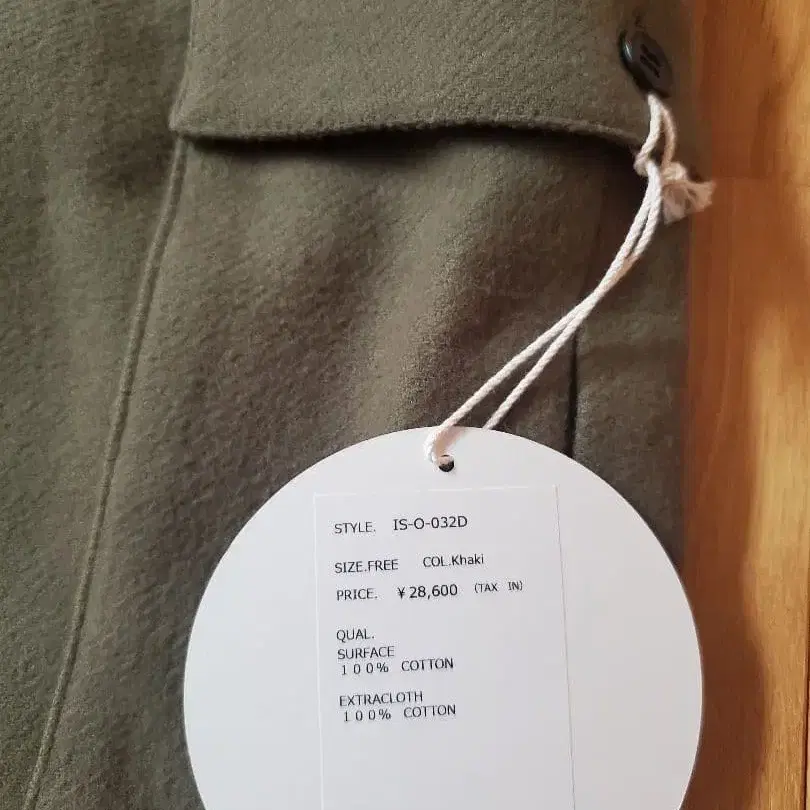 STYLE. IS-O-032D
SIZE.FREE COL.Khaki
PRICE. ¥28,600 (TAX IN)
QUAL.
SURFACE
100% COTTON
EXTRACLOTH
100% COTTON